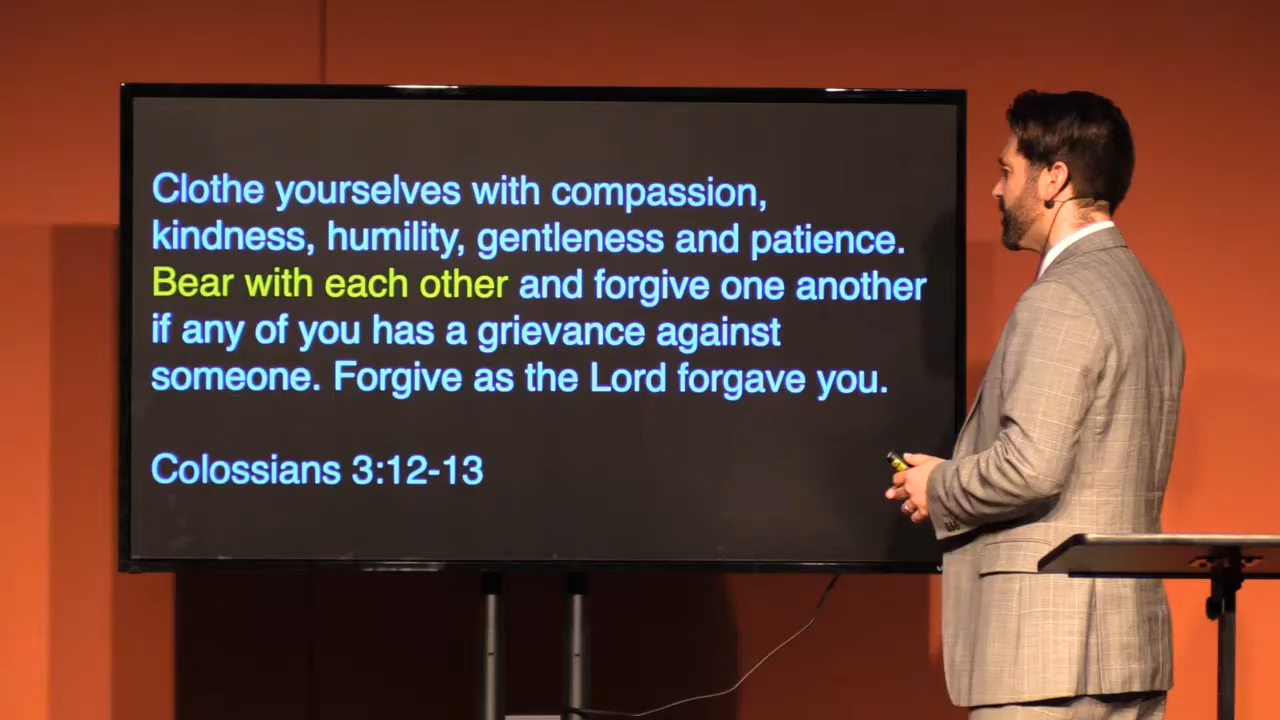 Clothe yourselves with compassion,
kindness, humility, gentleness and patience.
Bear with each other and forgive one another
if any of you has a grievance against
someone. Forgive as the Lord forgave you.
Colossians 3:12-13